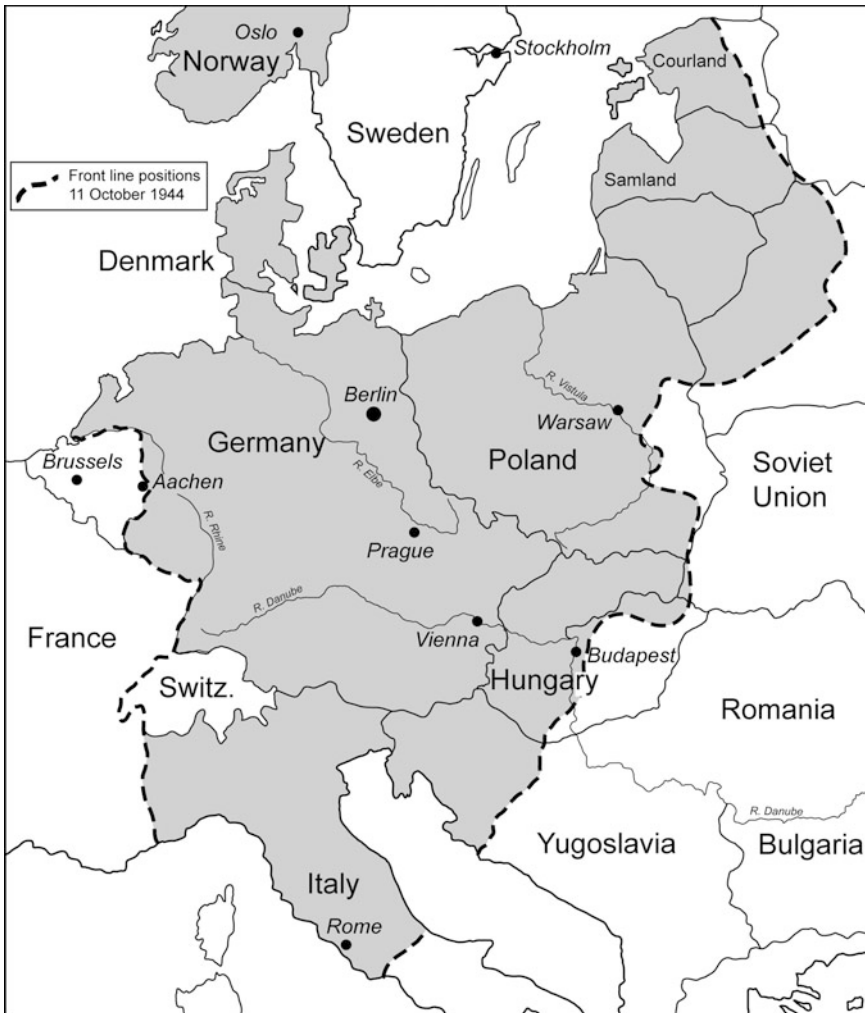 Oslo
Norway
Stockholm
Courland
Sweden
Front line positions
11 October 1944
Samland
Denmark
R. Vistula
Berlin
Warsaw
Germany
Poland
Brussels
Soviet
Union
Aachen
R. Elbe
R. Rhine
Prague
R. Danube
France
Vienna
Budapest
Switz.
Hungary
Romania
R. Danube
Yugoslavia
Bulgaria
Italy
Rome